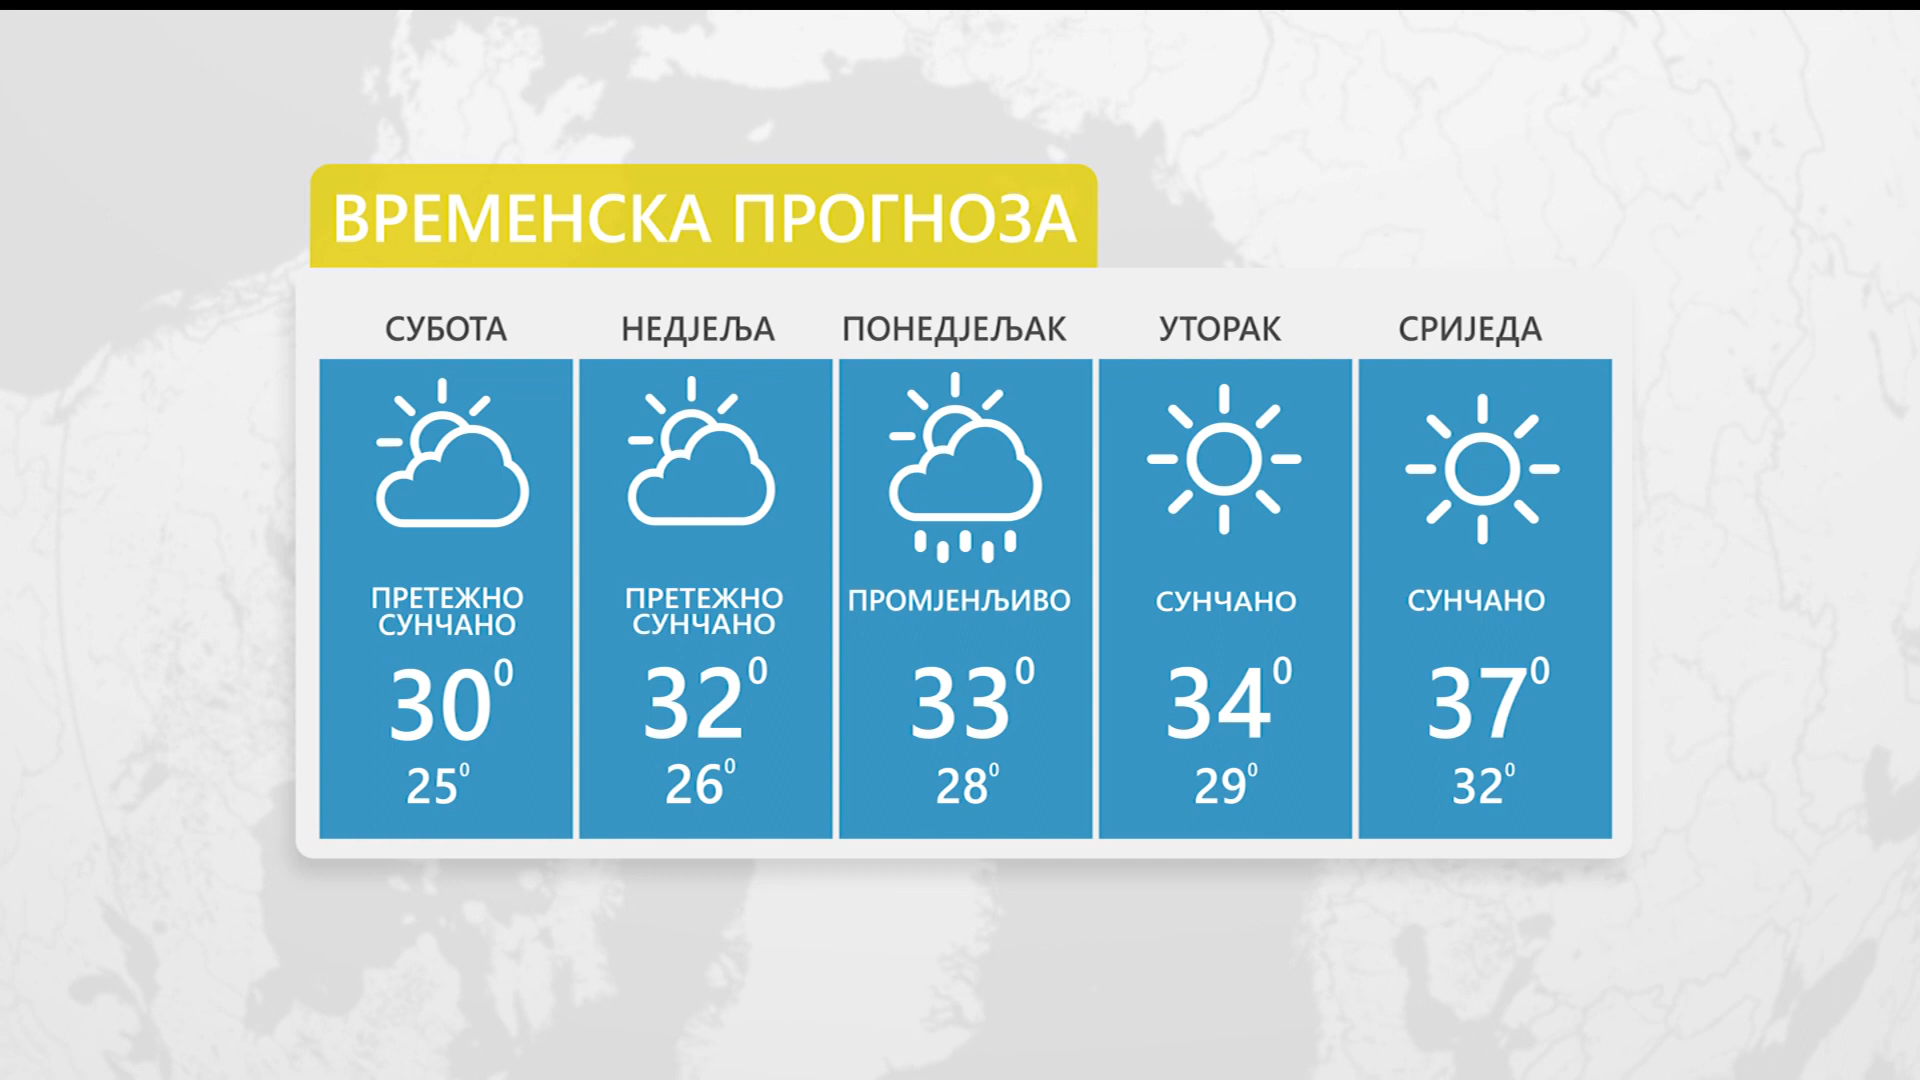 ВРЕМЕНСКА ПРОГНОЗА
СУБОТА
ПРЕТЕЖНО
СУНЧАНО
30⁰
25⁰
НЕДЈЕЉА
ПРЕТЕЖНО
СУНЧАНО
32⁰
26⁰
ПОНЕДЈЕЉАК
ПРОМЈЕНЉИВО
33⁰
28⁰
УТОРАК
СУНЧАНО
34⁰
29⁰
СРИЈЕДА
СУНЧАНО
37⁰
32⁰